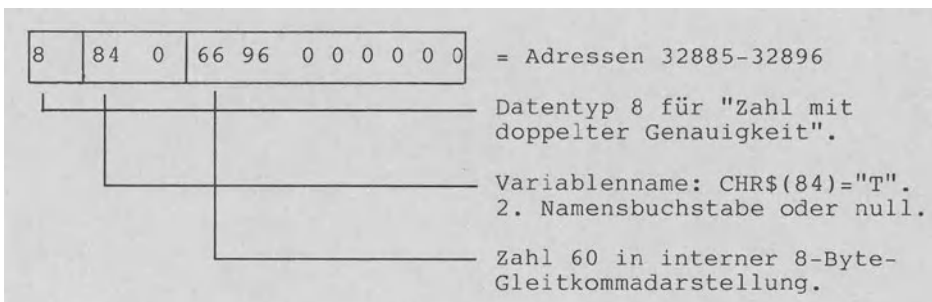 8 84 0 66 96 0 0 0 0 0 0 = Adressen 32885-32896
Datentyp 8 für "Zahl mit
doppelter Genauigkeit".
Variablenname: CHR$(84)="T".
2. Namensbuchstabe oder null.
Zahl 60 in interner 8-Byte-
Gleitkommadarstellung.